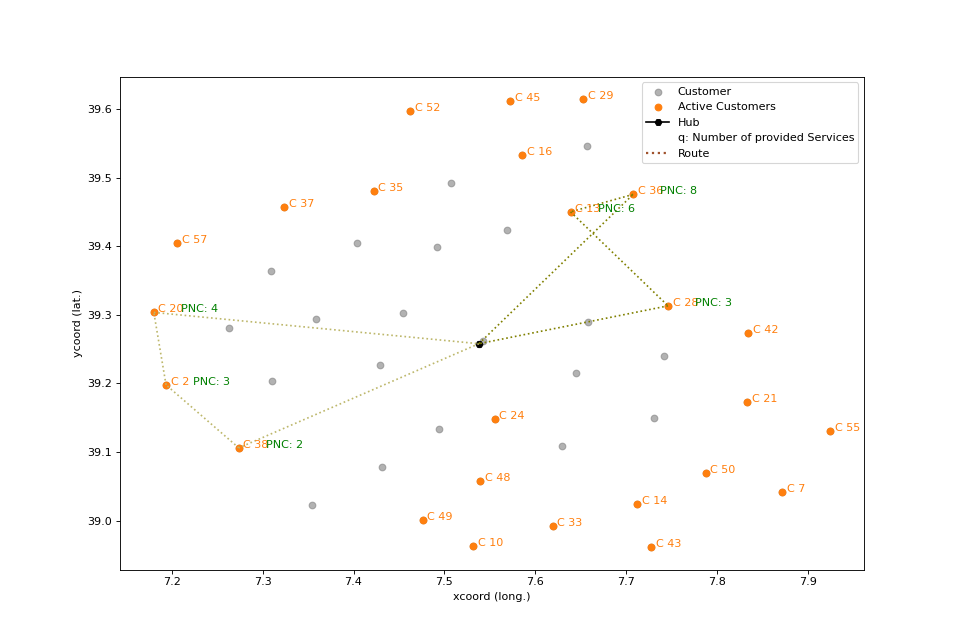 Customer
Active Customers
Hub
q: Number of provided Services
Route
C 29
C 45
C 52
C 16
C 36 PNC: 8
C 35
C 13 PNC: 6
C 37
C 57
C 20 PNC: 4
C 28 PNC: 3
C 42
C 2 PNC: 3
C 21
C 24
C 55
C 38 PNC: 2
C 50
C 48
C 7
C 14
C 49
C 33
C 10
C 43
39.6
39.5
39.4
39.3
39.2
39.1
39.0
ycoord (lat.)
7.2 7.3 7.4 7.5 7.6 7.7 7.8 7.9
xcoord (long.)